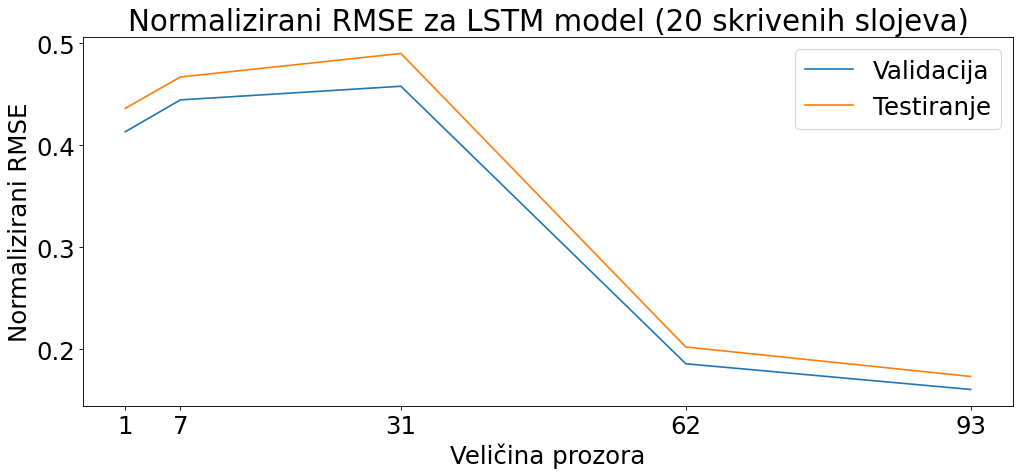 Normalizirani RMSE za LSTM model (20 skrivenih slojeva)
Normalizirani RMSE
0.5
0.4
0.3
0.2
Validacija
Testiranje
1 7 31 62 93
Veličina prozora